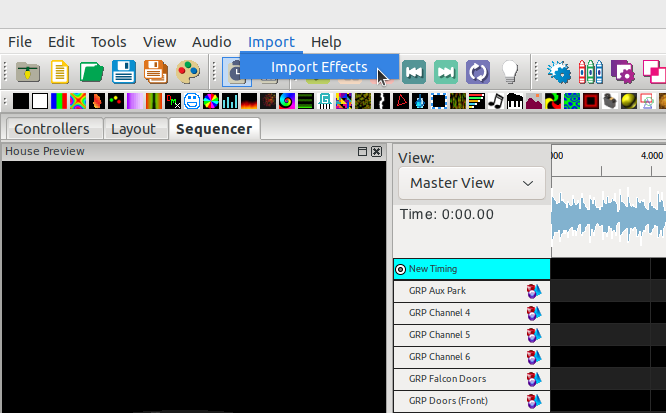 File Edit Tools View Audio Import Help
Import Effects
Controllers Layout Sequencer
House Preview
View:
Master View
Time: 0:00.00
4.000
New Timing
GRP Aux Park
GRP Channel 4
GRP Channel 5
GRP Channel 6
GRP Falcon Doors
GRP Doors (Front)